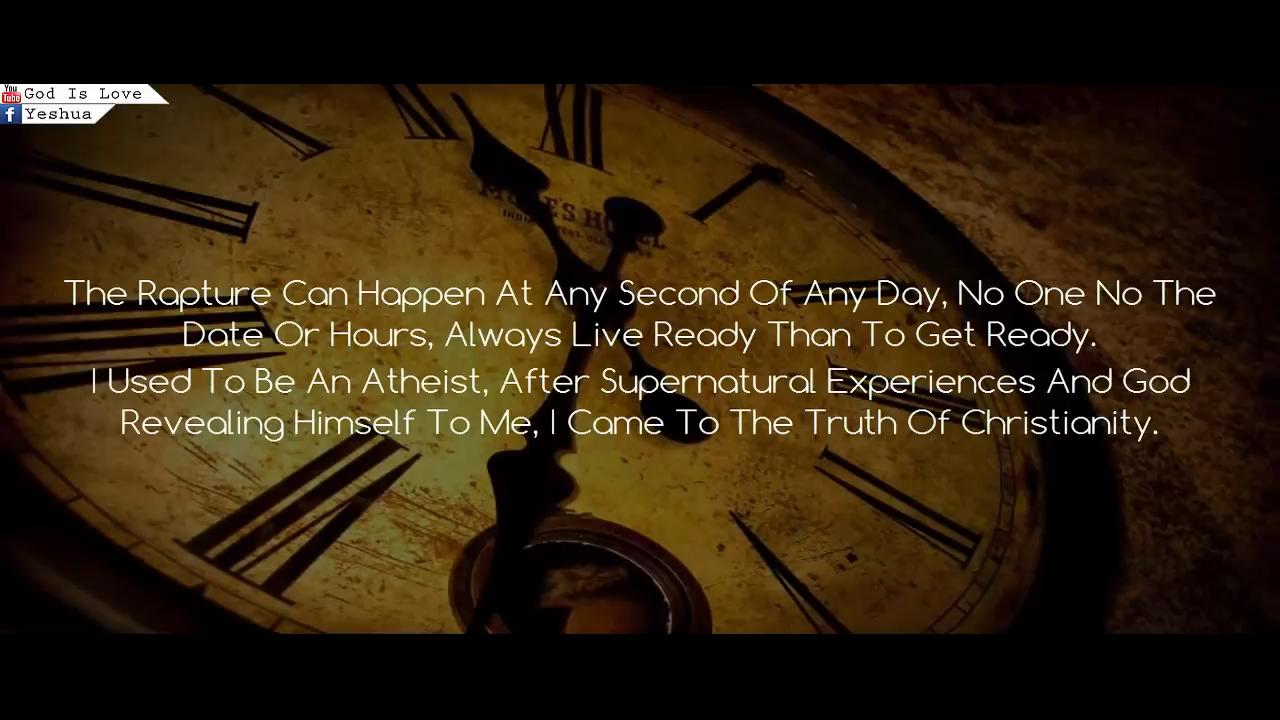 You
Tube
God Is Love
f
Yeshua
The Rapture Can Happen At Any Second Of Any Day, No One No The
Date Or Hours, Always Live Ready Than To Get Ready.
I Used To Be An Atheist, After Supernatural Experiences And God
Revealing Himself To Me, I Came To The Truth Of Christianity.